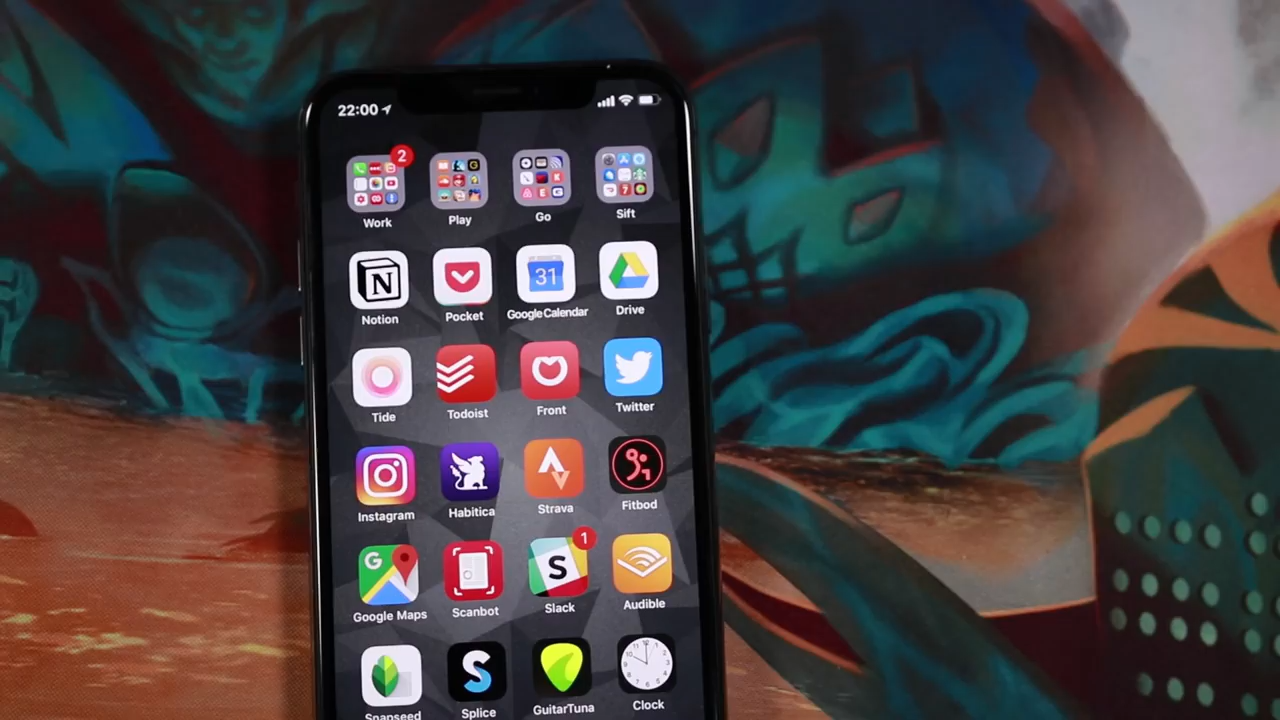 22:00
2
Work Play Go Sift
N 31
Notion Pocket Google Calendar Drive
Tide Todoist Front Twitter
Instagram Habitica Strava Fitbod
G S 1
Google Maps Scanbot Slack Audible
S
Snapseed Splice GuitarTuna Clock